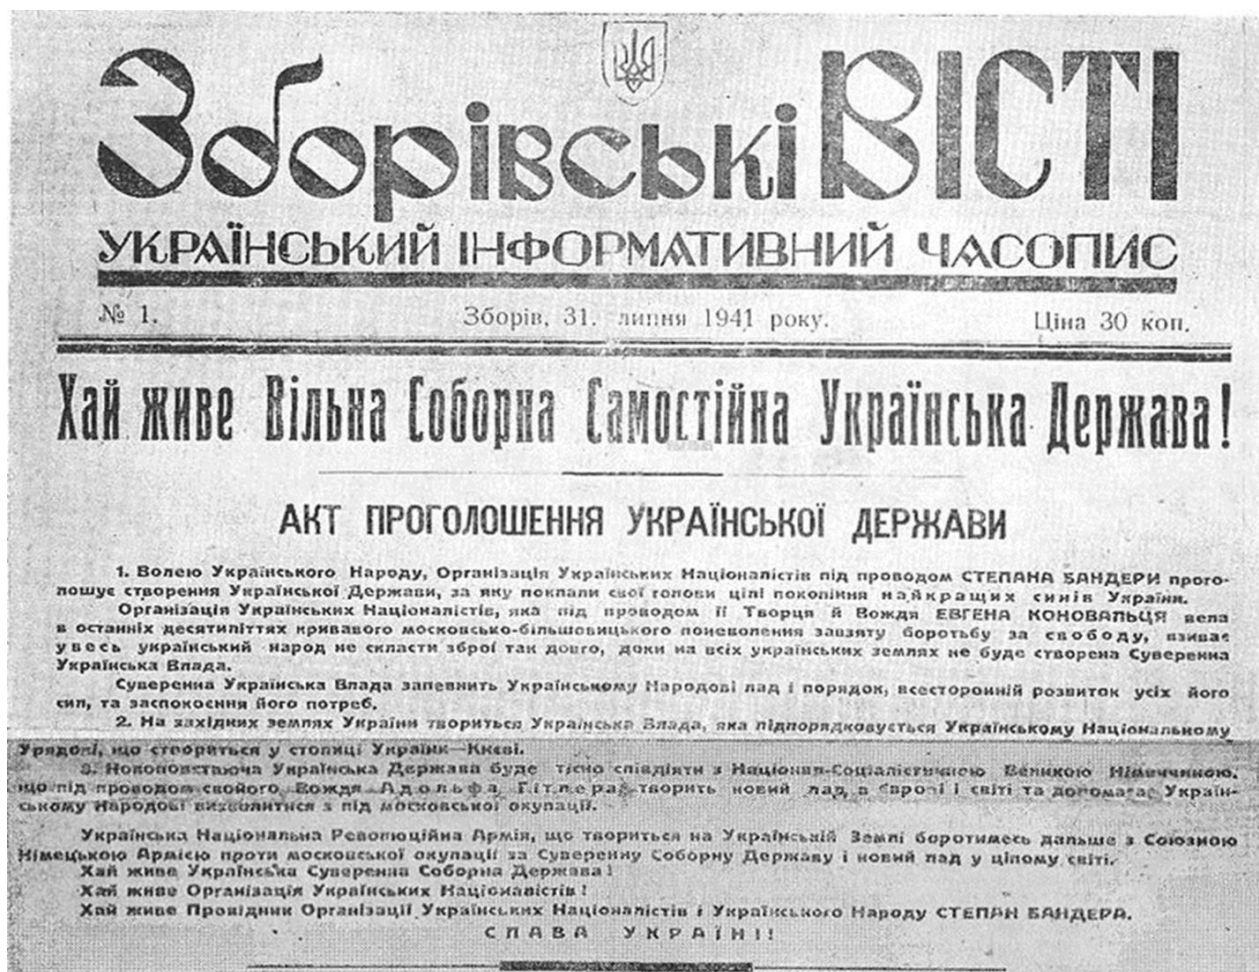 Зборівські ВІСТІ
УКРАЇНСЬКИЙ ІНФОРМАТИВНИЙ ЧАСОПИС
№ 1. Зборів, 31. липня 1941 року. Ціна 30 коп.
Хай живе Вільна Соборна Самостійна Українська Держава!
АКТ ПРОГОЛОШЕННЯ УКРАЇНСЬКОЇ ДЕРЖАВИ
1. Волею Українського Народу, Організація Українських Націоналістів під проводом СТЕПАНА БАНДЕРИ прого-
лошує створення Української Держави, за яку поклали свої голови цілі покоління найкращих синів України.
Організація Українських Націоналістів, яка під проводом її Творця й Вождя ЕВГЕНА КОНОВАЛЬЦЯ вела
в останніх десятиліттях кривавого московсько-більшовицького поневолення завзяту боротьбу за свободу, взиває
увесь український народ не скласти зброї так довго, доки на всіх українських землях не буде створена Суверенна
Українська Влада.
Суверенна Українська Влада запевнить Українському Народові лад і порядок, всесторонній розвиток усіх його
сил, та заспокоєння його потреб.
2. На західних землях України твориться Українська Влада, яка підпорядковується Українському Національному
Урядові, що створиться у столиці України—Києві.
3. Новоповстаюча Українська Держава буде тісно співдіяти з Націонал-Соціялістичною Великою Німеччиною,
що під проводом свойого Вождя Адольфа Гітлера творить новий лад в Європі і світі та допомагає Україн-
ському Народові визволитися з під московської окупації.
Українська Національна Революційна Армія, що твориться на Українській Землі боротимесь дальше з Союзною
Німецькою Армією проти московської окупації за Суверенну Соборну Державу і новий лад у цілому світі.
Хай живе Українська Суверенна Соборна Держава!
Хай живе Організація Українських Націоналістів!
Хай живе Провідник Організації Українських Націоналістів і Українського Народу СТЕПАН БАНДЕРА.
СЛАВА УКРАЇНІ!